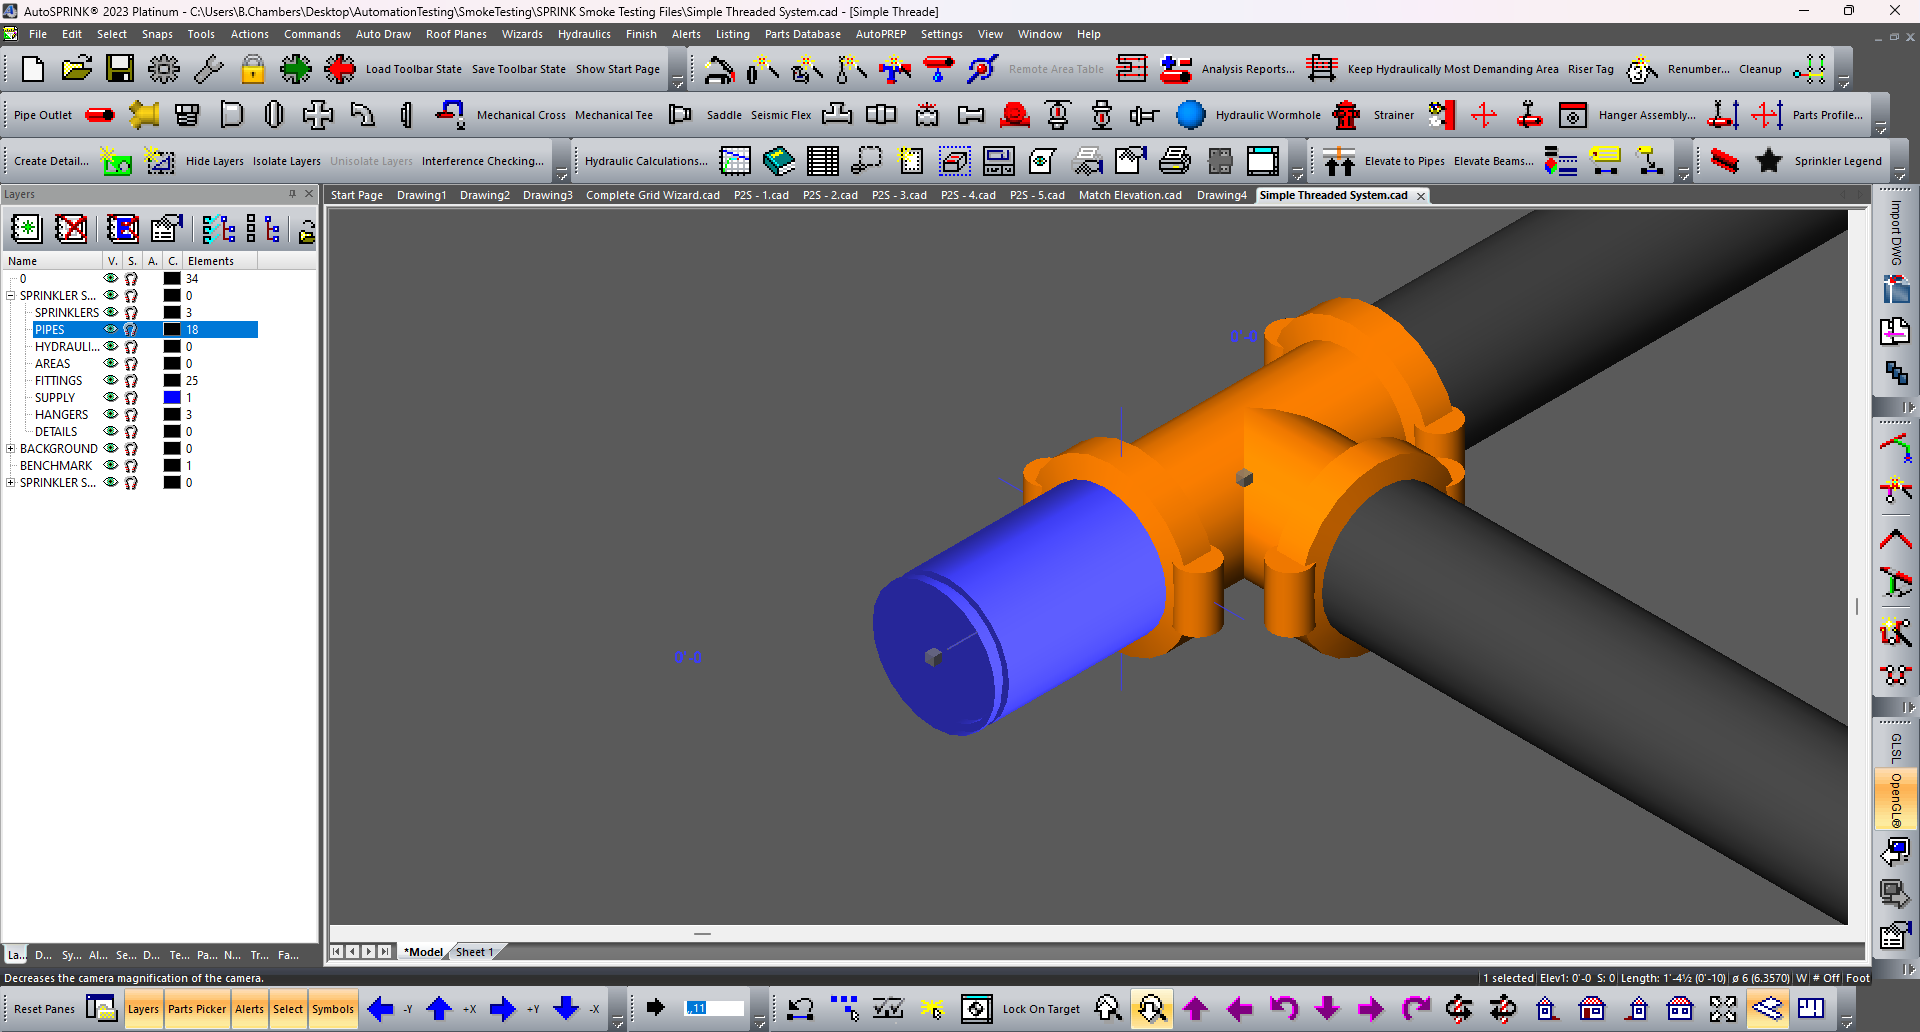 AutoSPRINK® 2023 Platinum - C:\Users\B.Chambers\Desktop\AutomationTesting\SmokeTesting\SPRINK Smoke Testing Files\Simple Threaded System.cad - [Simple Threade]
File Edit Select Snaps Tools Actions Commands Auto Draw Roof Planes Wizards Hydraulics Finish Alerts Listing Parts Database AutoPREP Settings View Window Help
Load Toolbar State Save Toolbar State Show Start Page Remote Area Table Analysis Reports... Keep Hydraulically Most Demanding Area Riser Tag Renumber... Cleanup
Pipe Outlet Mechanical Cross Mechanical Tee Saddle Seismic Flex Hydraulic Wormhole Strainer Hanger Assembly... Parts Profile...
Create Detail... Hide Layers Isolate Layers Unisolate Layers Interference Checking... Hydraulic Calculations... Elevate to Pipes Elevate Beams... Sprinkler Legend
Layers
Start Page Drawing1 Drawing2 Drawing3 Complete Grid Wizard.cad P2S - 1.cad P2S - 2.cad P2S - 3.cad P2S - 4.cad P2S - 5.cad Match Elevation.cad Drawing4 Simple Threaded System.cad
Name V. S. A. C. Elements
0 34
SPRINKLER S... 0
SPRINKLERS 3
PIPES 18
HYDRAULI... 0
AREAS 0
FITTINGS 25
SUPPLY 1
HANGERS 3
DETAILS 0
BACKGROUND 0
BENCHMARK 1
SPRINKLER S... 0
0'-0
0'-0
Import DWG
GLSL
OpenGL®
La... D... Sy... Al... Se... D... Te... Pa... N... Tr... Fa...
*Model Sheet 1
Decreases the camera magnification of the camera.
1 selected Elev1: 0'-0 S: 0 Length: 1'-4½ (0'-10) ø 6 (6.3570) W # Off Foot
Reset Panes Layers Parts Picker Alerts Select Symbols -Y +X +Y -X .,11 Lock On Target